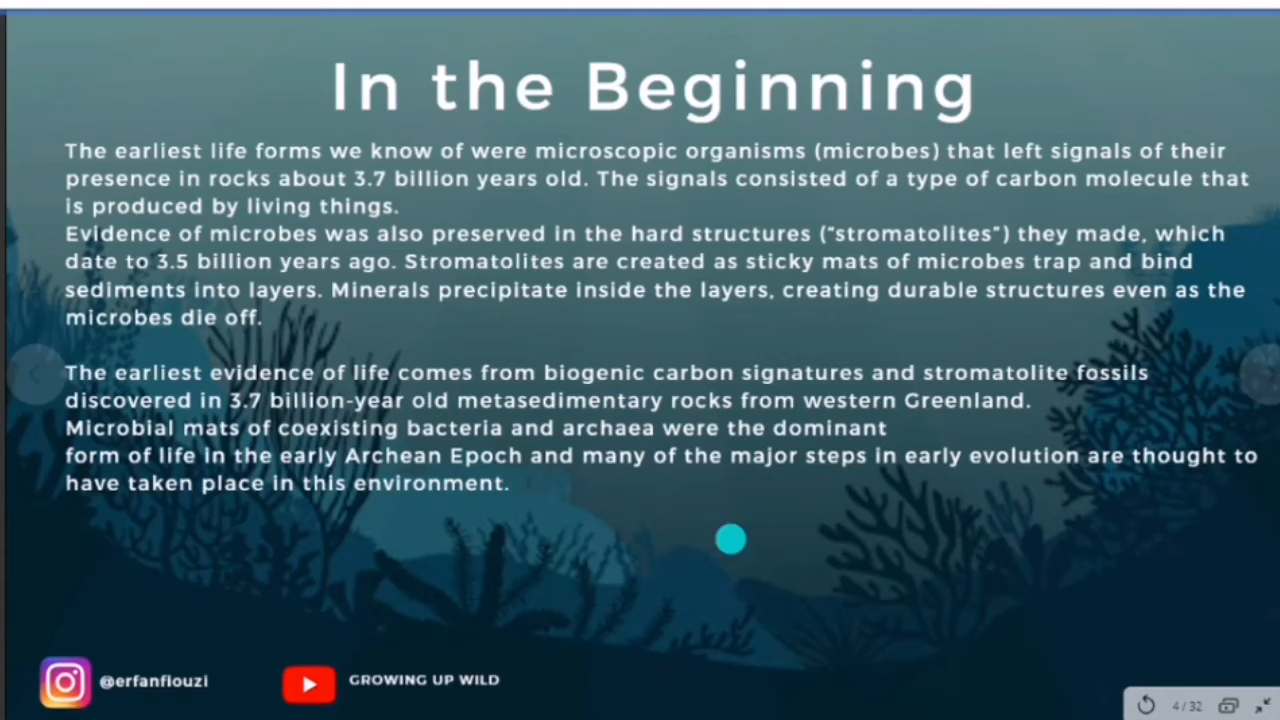 In the Beginning
The earliest life forms we know of were microscopic organisms (microbes) that left signals of their
presence in rocks about 3.7 billion years old. The signals consisted of a type of carbon molecule that
is produced by living things.
Evidence of microbes was also preserved in the hard structures (“stromatolites”) they made, which
date to 3.5 billion years ago. Stromatolites are created as sticky mats of microbes trap and bind
sediments into layers. Minerals precipitate inside the layers, creating durable structures even as the
microbes die off.
The earliest evidence of life comes from biogenic carbon signatures and stromatolite fossils
discovered in 3.7 billion-year old metasedimentary rocks from western Greenland.
Microbial mats of coexisting bacteria and archaea were the dominant
form of life in the early Archean Epoch and many of the major steps in early evolution are thought to
have taken place in this environment.
@erfanfiouzi
GROWING UP WILD
4 / 32